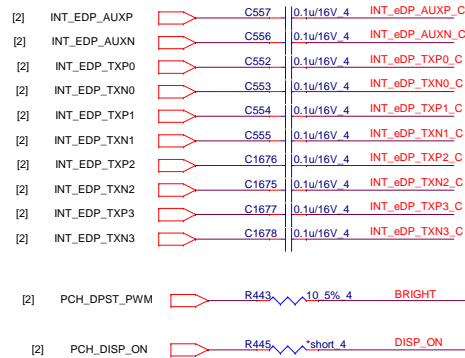 [2] INT_EDP_AUXP C557 0.1u/16V_4 INT_eDP_AUXP_C
[2] INT_EDP_AUXN C556 0.1u/16V_4 INT_eDP_AUXN_C
[2] INT_EDP_TXP0 C552 0.1u/16V_4 INT_eDP_TXP0_C
[2] INT_EDP_TXN0 C553 0.1u/16V_4 INT_eDP_TXN0_C
[2] INT_EDP_TXP1 C554 0.1u/16V_4 INT_eDP_TXP1_C
[2] INT_EDP_TXN1 C555 0.1u/16V_4 INT_eDP_TXN1_C
[2] INT_EDP_TXP2 C1676 0.1u/16V_4 INT_eDP_TXP2_C
[2] INT_EDP_TXN2 C1675 0.1u/16V_4 INT_eDP_TXN2_C
[2] INT_EDP_TXP3 C1677 0.1u/16V_4 INT_eDP_TXP3_C
[2] INT_EDP_TXN3 C1678 0.1u/16V_4 INT_eDP_TXN3_C
[2] PCH_DPST_PWM R443 10_5%_4 BRIGHT
[2] PCH_DISP_ON R445 *short_4 DISP_ON